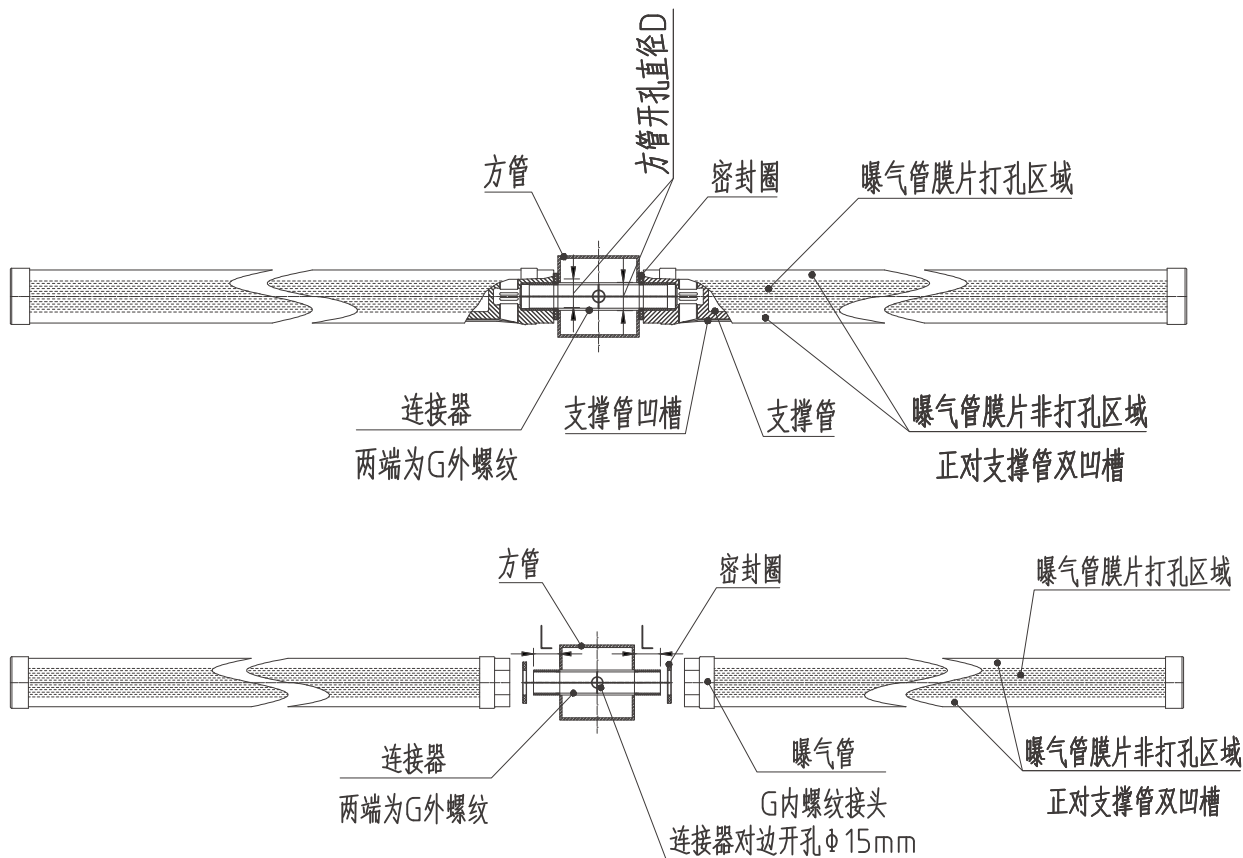 方管开孔直径D
方管
密封圈
曝气管膜片打孔区域
连接器
两端为G外螺纹
支撑管凹槽
支撑管
曝气管膜片非打孔区域
正对支撑管双凹槽
方管
密封圈
曝气管膜片打孔区域
L
L
连接器
两端为G外螺纹
曝气管
G内螺纹接头
连接器对边开孔Φ15mm
曝气管膜片非打孔区域
正对支撑管双凹槽